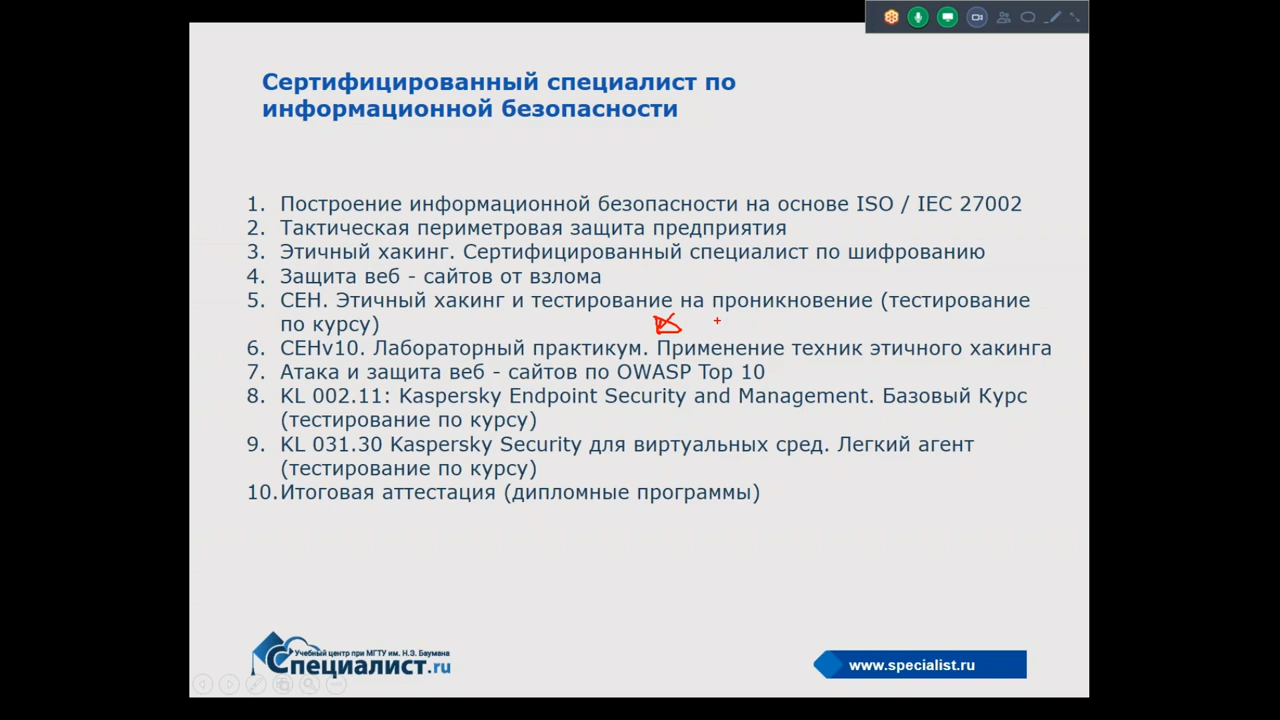 Сертифицированный специалист по
информационной безопасности
1. Построение информационной безопасности на основе ISO / IEC 27002
2. Тактическая периметровая защита предприятия
3. Этичный хакинг. Сертифицированный специалист по шифрованию
4. Защита веб - сайтов от взлома
5. CEH. Этичный хакинг и тестирование на проникновение (тестирование
по курсу)
6. CEHv10. Лабораторный практикум. Применение техник этичного хакинга
7. Атака и защита веб - сайтов по OWASP Top 10
8. KL 002.11: Kaspersky Endpoint Security and Management. Базовый Курс
(тестирование по курсу)
9. KL 031.30 Kaspersky Security для виртуальных сред. Легкий агент
(тестирование по курсу)
10. Итоговая аттестация (дипломные программы)
Учебный центр при МГТУ им. Н.Э. Баумана
Специалист.ru
www.specialist.ru